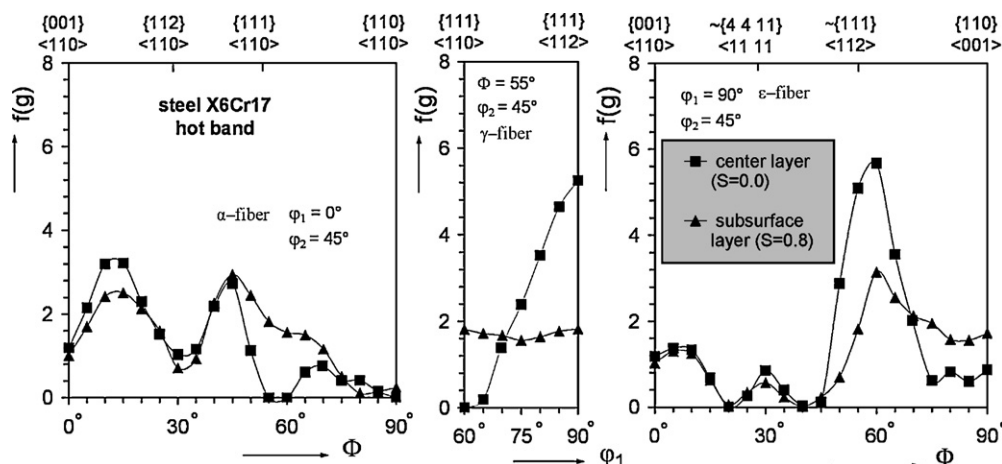 {001} {112} {111} {110}
<110> <110> <110> <110>
f(g)
8
6
4
2
0
steel X6Cr17
hot band
α−fiber φ1 = 0°
φ2 = 45°
0° 30° 60° 90°
Φ
{111} {111}
<110> <112>
f(g)
8
6
4
2
0
Φ = 55°
φ2 = 45°
γ−fiber
60° 75° 90°
φ1
{001} ~{4 4 11} ~{111} {110}
<110> <11 11 <112> <001>
f(g)
8
6
4
2
0
φ1 = 90° ε−fiber
φ2 = 45°
center layer
(S=0.0)
subsurface
layer (S=0.8)
0° 30° 60° 90°
Φ